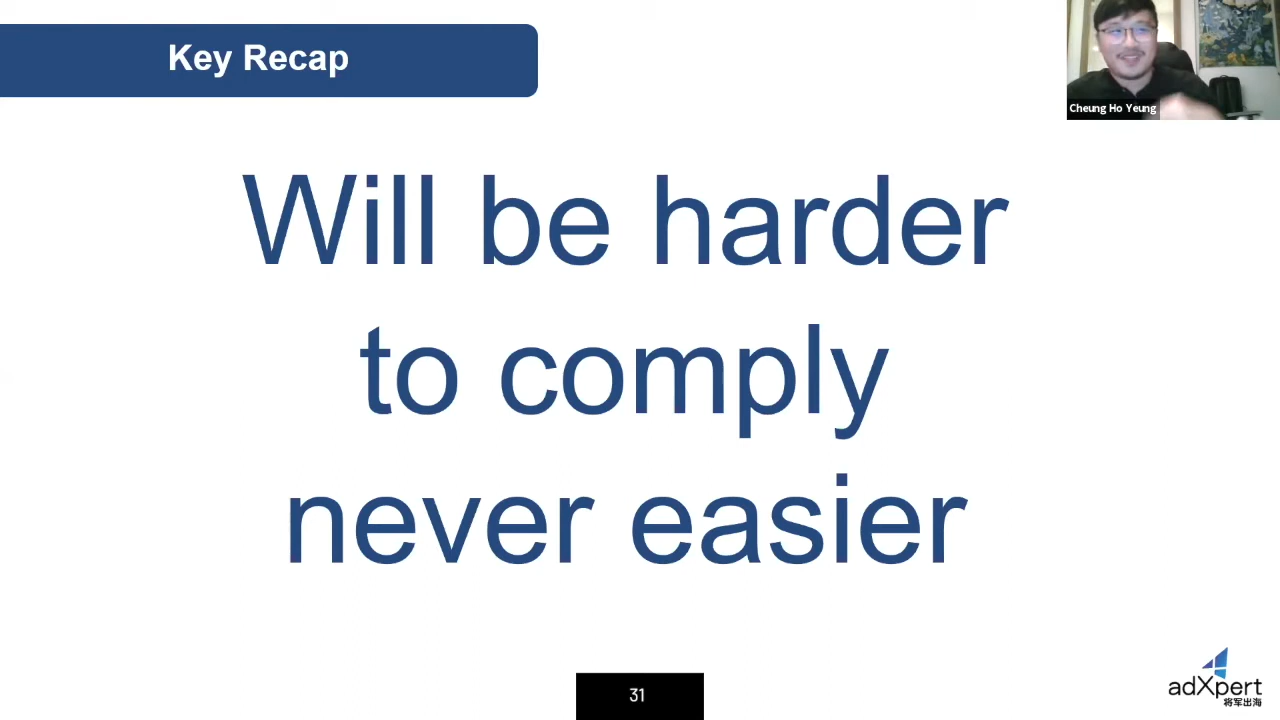 Key Recap
Cheung Ho Yeung
Will be harder
to comply
never easier
31
adXpert
将军出海